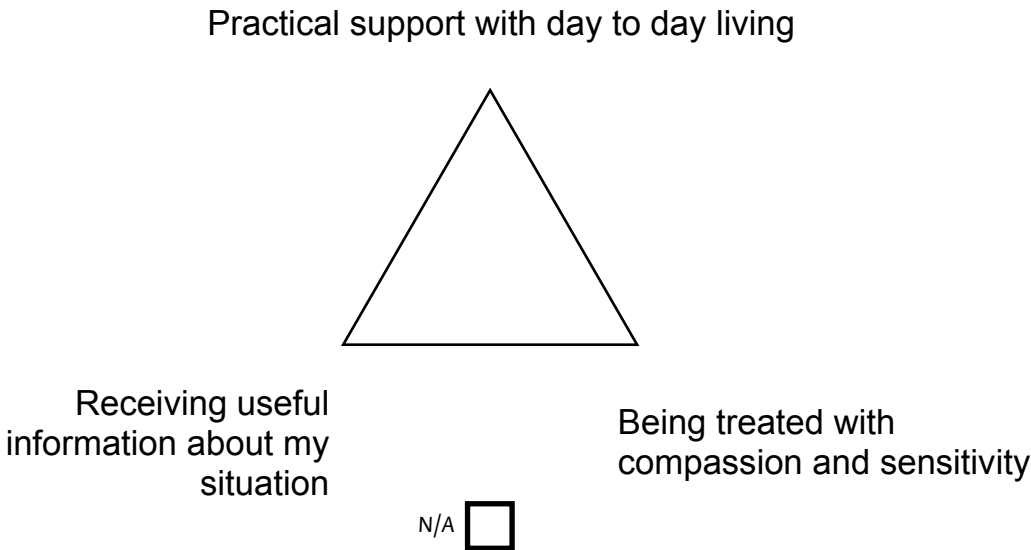 Practical support with day to day living
Receiving useful
information about my
situation
Being treated with
compassion and sensitivity
N/A